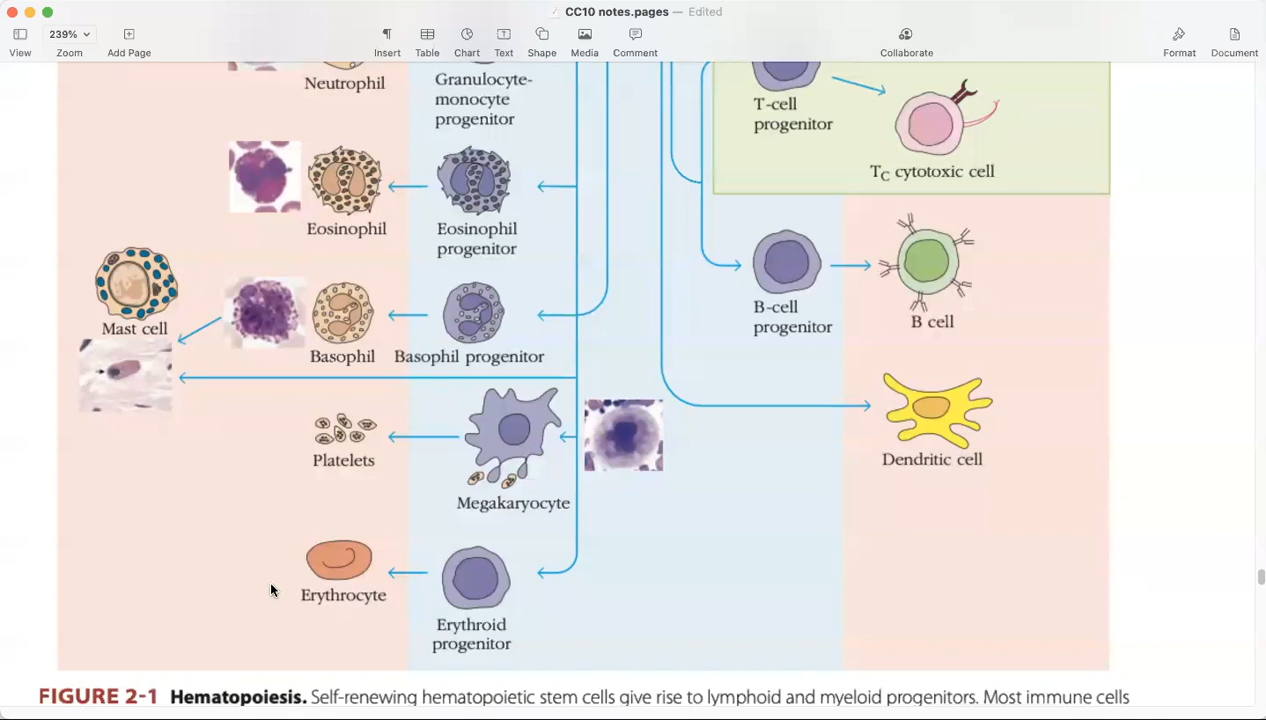 CC10 notes.pages — Edited
239%
View
Zoom
Add Page
Insert
Table
Chart
Text
Shape
Media
Comment
Collaborate
Format
Document
Neutrophil
Granulocyte-
monocyte
progenitor
T-cell
progenitor
TC cytotoxic cell
Eosinophil
Eosinophil
progenitor
Mast cell
Basophil
Basophil progenitor
B-cell
progenitor
B cell
Platelets
Megakaryocyte
Dendritic cell
Erythrocyte
Erythroid
progenitor
FIGURE 2-1 Hematopoiesis. Self-renewing hematopoietic stem cells give rise to lymphoid and myeloid progenitors. Most immune cells